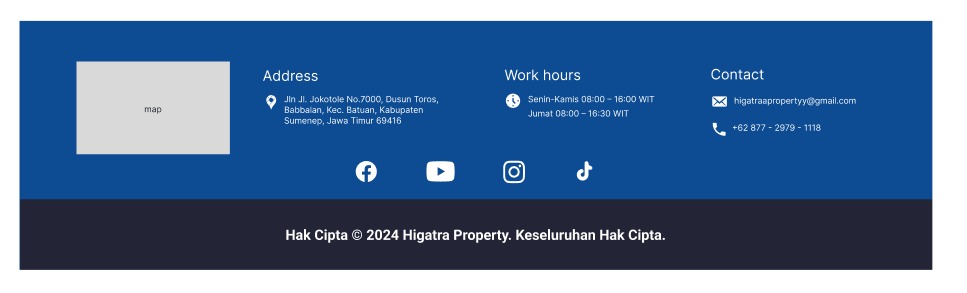 map
Address
Jln Jl. Jokotole No.7000, Dusun Toros,
Babbalan, Kec. Batuan, Kabupaten
Sumenep, Jawa Timur 69416
Work hours
Senin-Kamis 08:00 – 16:00 WIT
Jumat 08:00 – 16:30 WIT
Contact
higatraapropertyy@gmail.com
+62 877 - 2979 - 1118
Hak Cipta © 2024 Higatra Property. Keseluruhan Hak Cipta.